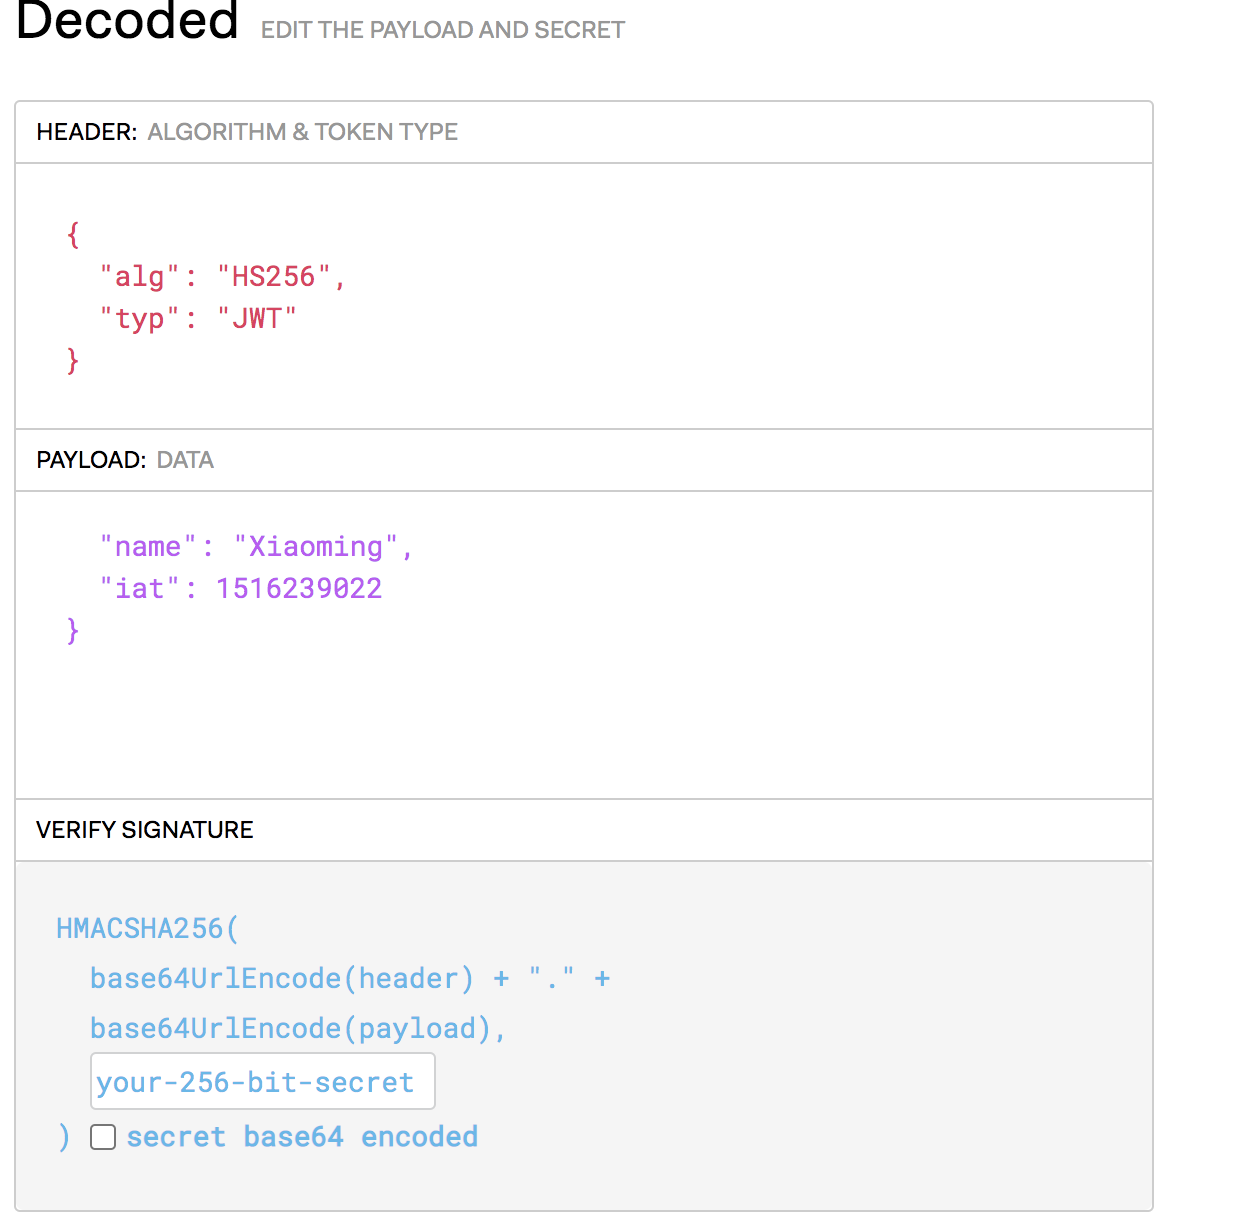 Decoded EDIT THE PAYLOAD AND SECRET
HEADER: ALGORITHM & TOKEN TYPE
{
  "alg": "HS256",
  "typ": "JWT"
}
PAYLOAD: DATA
  "name": "Xiaoming",
  "iat": 1516239022
}
VERIFY SIGNATURE
HMACSHA256(
  base64UrlEncode(header) + "." +
  base64UrlEncode(payload),
  your-256-bit-secret
) secret base64 encoded